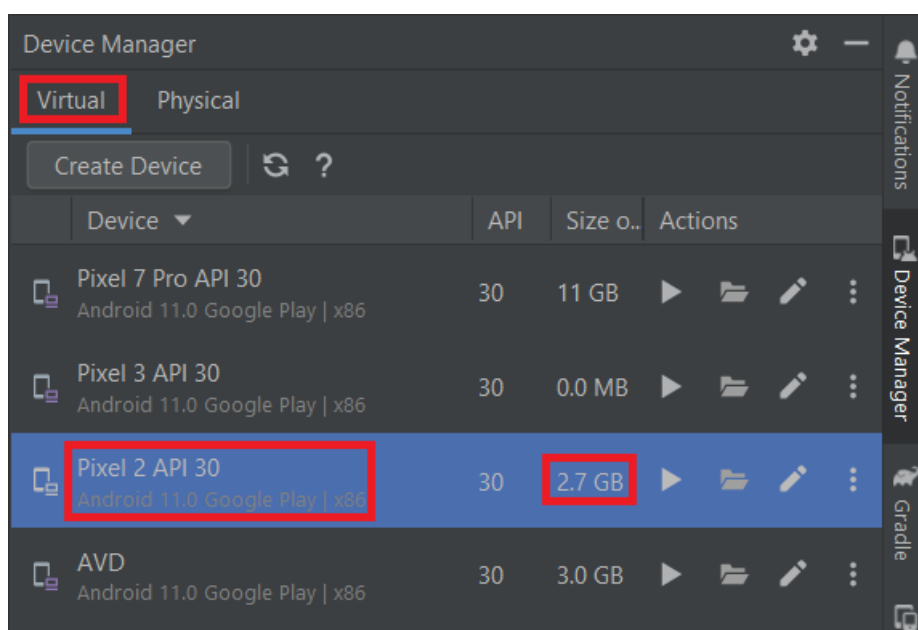 Device Manager
Virtual Physical
Create Device ?
Device API Size o... Actions
Pixel 7 Pro API 30
Android 11.0 Google Play | x86
30 11 GB
Pixel 3 API 30
Android 11.0 Google Play | x86
30 0.0 MB
Pixel 2 API 30
Android 11.0 Google Play | x86
30 2.7 GB
AVD
Android 11.0 Google Play | x86
30 3.0 GB
Notifications
Device Manager
Gradle